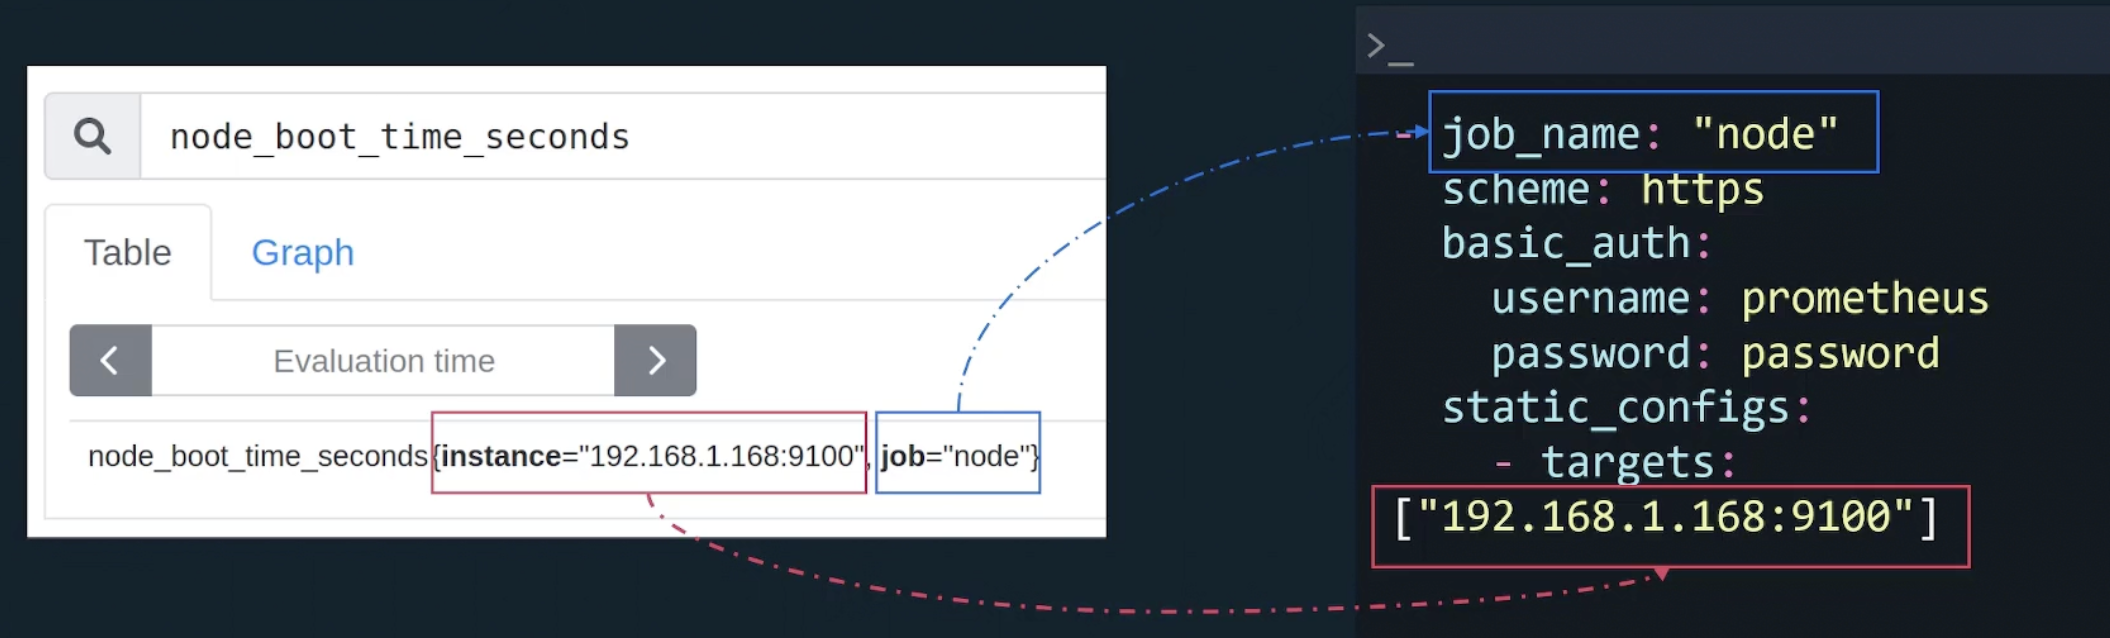 node_boot_time_seconds
Table Graph
Evaluation time
node_boot_time_seconds{instance="192.168.1.168:9100", job="node"}
>_
- job_name: "node"
scheme: https
basic_auth:
username: prometheus
password: password
static_configs:
- targets:
["192.168.1.168:9100"]